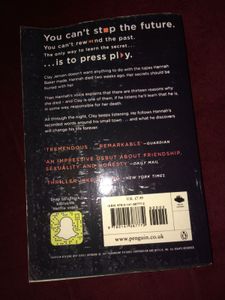 You can't stop the future.
You can't rewind the past.
The only way to learn the secret...
...is to press play.
Clay Jensen doesn't want anything to do with the tapes Hannah
Baker made. Hannah died two weeks ago. Her secrets should be
buried with her.
Then Hannah's voice explains that there are thirteen reasons why
she died - and Clay is one of them. If he listens he'll learn that he is
in some way responsible for her death.
All through the night, Clay keeps listening. He follows Hannah's
recorded words around his small town ...
... and what he discovers
will change his life forever.
'TREMENDOUS REMARKABLE' - GUARDIAN
'AN IMPRESSIVE DEBUT ABOUT FRIENDSHIP,
SEXUALITY AND HONESTY' - DAILY MAIL
'THRILLER-LIKE - NEW YORK TIMES
U.K. £7.99
www.penguin.co.uk